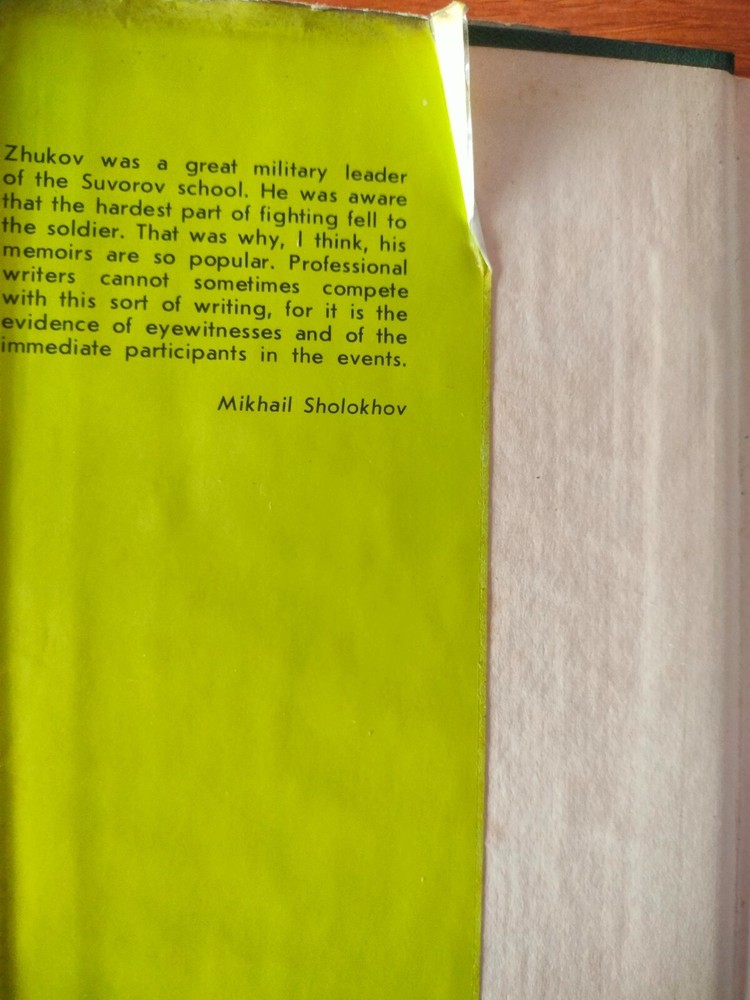 Zhukov was a great military leader
of the Suvorov school. He was aware
that the hardest part of fighting fell to
the soldier. That was why, I think, his
memoirs are so popular. Professional
writers cannot sometimes compete
with this sort of writing, for it is the
evidence of eyewitnesses and of the
immediate participants in the events.
Mikhail Sholokhov